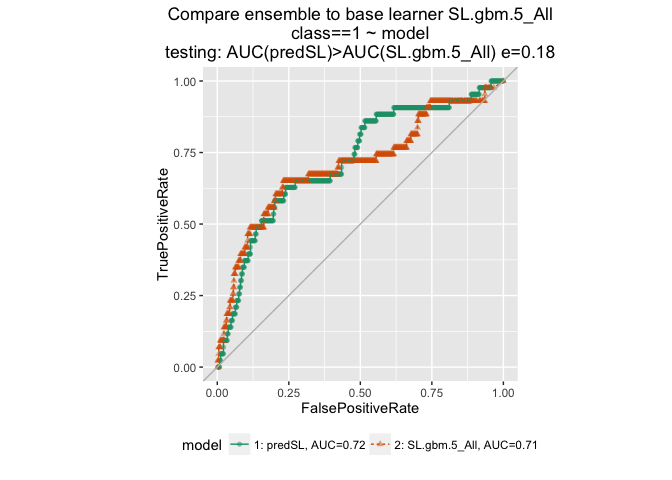 Compare ensemble to base learner SL.gbm.5_All
class==1 ~ model
testing: AUC(predSL)>AUC(SL.gbm.5_All) e=0.18
1.00
0.75
0.50
0.25
0.00
TruePositiveRate
0.00 0.25 0.50 0.75 1.00
FalsePositiveRate
model 1: predSL, AUC=0.72 2: SL.gbm.5_All, AUC=0.71